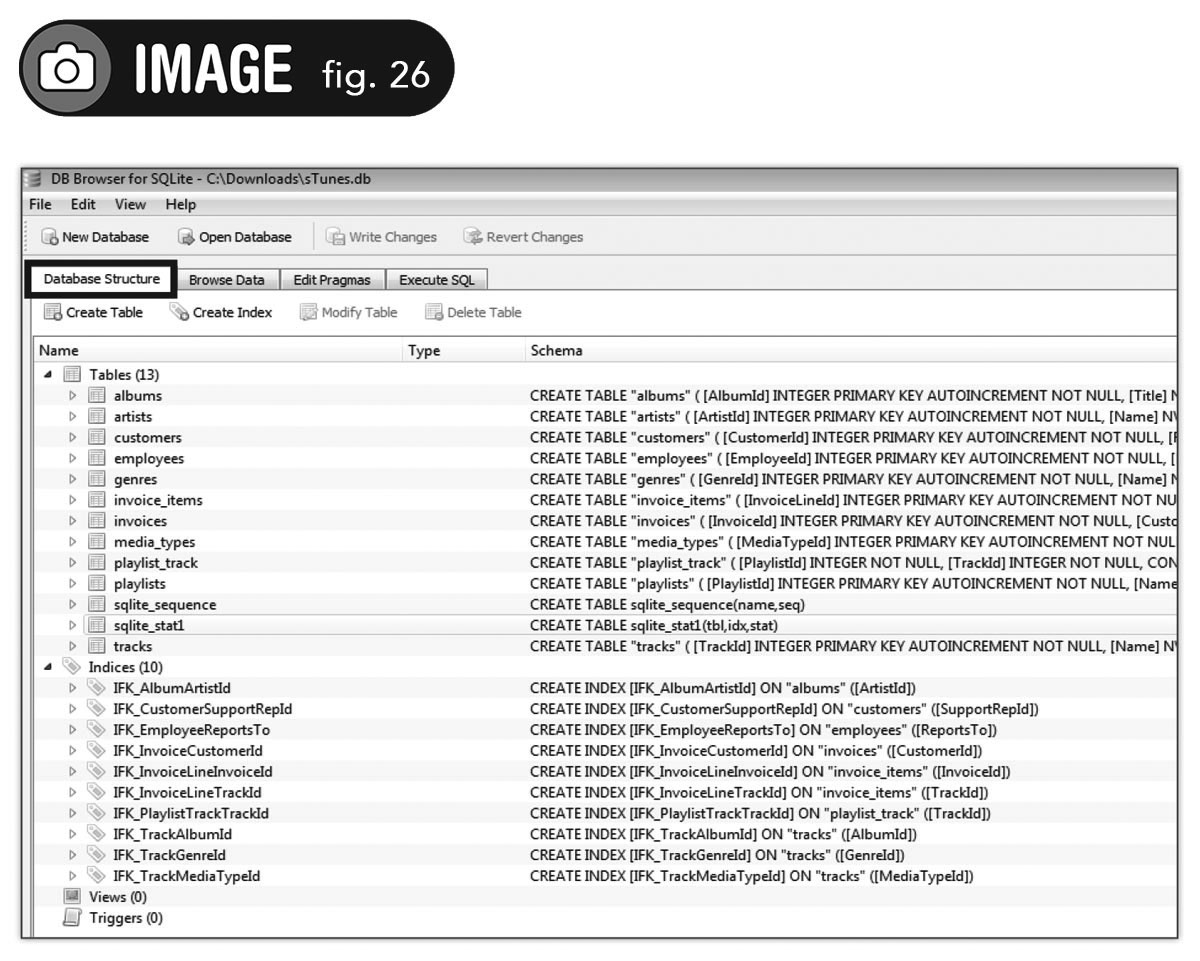 IMAGE fig. 26
DB Browser for SQLite - C:\Downloads\sTunes.db
File Edit View Help
New Database Open Database Write Changes Revert Changes
Database Structure Browse Data Edit Pragmas Execute SQL
Create Table Create Index Modify Table Delete Table
Name Type Schema
Tables (13)
albums CREATE TABLE "albums" ( [AlbumId] INTEGER PRIMARY KEY AUTOINCREMENT NOT NULL, [Title] N
artists CREATE TABLE "artists" ( [ArtistId] INTEGER PRIMARY KEY AUTOINCREMENT NOT NULL, [Name] NV
customers CREATE TABLE "customers" ( [CustomerId] INTEGER PRIMARY KEY AUTOINCREMENT NOT NULL, [F
employees CREATE TABLE "employees" ( [EmployeeId] INTEGER PRIMARY KEY AUTOINCREMENT NOT NULL, [
genres CREATE TABLE "genres" ( [GenreId] INTEGER PRIMARY KEY AUTOINCREMENT NOT NULL, [Name] N
invoice_items CREATE TABLE "invoice_items" ( [InvoiceLineId] INTEGER PRIMARY KEY AUTOINCREMENT NOT NU
invoices CREATE TABLE "invoices" ( [InvoiceId] INTEGER PRIMARY KEY AUTOINCREMENT NOT NULL, [Custo
media_types CREATE TABLE "media_types" ( [MediaTypeId] INTEGER PRIMARY KEY AUTOINCREMENT NOT NUL
playlist_track CREATE TABLE "playlist_track" ( [PlaylistId] INTEGER NOT NULL, [TrackId] INTEGER NOT NULL, CON
playlists CREATE TABLE "playlists" ( [PlaylistId] INTEGER PRIMARY KEY AUTOINCREMENT NOT NULL, [Name
sqlite_sequence CREATE TABLE sqlite_sequence(name,seq)
sqlite_stat1 CREATE TABLE sqlite_stat1(tbl,idx,stat)
tracks CREATE TABLE "tracks" ( [TrackId] INTEGER PRIMARY KEY AUTOINCREMENT NOT NULL, [Name] NV
Indices (10)
IFK_AlbumArtistId CREATE INDEX [IFK_AlbumArtistId] ON "albums" ([ArtistId])
IFK_CustomerSupportRepId CREATE INDEX [IFK_CustomerSupportRepId] ON "customers" ([SupportRepId])
IFK_EmployeeReportsTo CREATE INDEX [IFK_EmployeeReportsTo] ON "employees" ([ReportsTo])
IFK_InvoiceCustomerId CREATE INDEX [IFK_InvoiceCustomerId] ON "invoices" ([CustomerId])
IFK_InvoiceLineInvoiceId CREATE INDEX [IFK_InvoiceLineInvoiceId] ON "invoice_items" ([InvoiceId])
IFK_InvoiceLineTrackId CREATE INDEX [IFK_InvoiceLineTrackId] ON "invoice_items" ([TrackId])
IFK_PlaylistTrackTrackId CREATE INDEX [IFK_PlaylistTrackTrackId] ON "playlist_track" ([TrackId])
IFK_TrackAlbumId CREATE INDEX [IFK_TrackAlbumId] ON "tracks" ([AlbumId])
IFK_TrackGenreId CREATE INDEX [IFK_TrackGenreId] ON "tracks" ([GenreId])
IFK_TrackMediaTypeId CREATE INDEX [IFK_TrackMediaTypeId] ON "tracks" ([MediaTypeId])
Views (0)
Triggers (0)